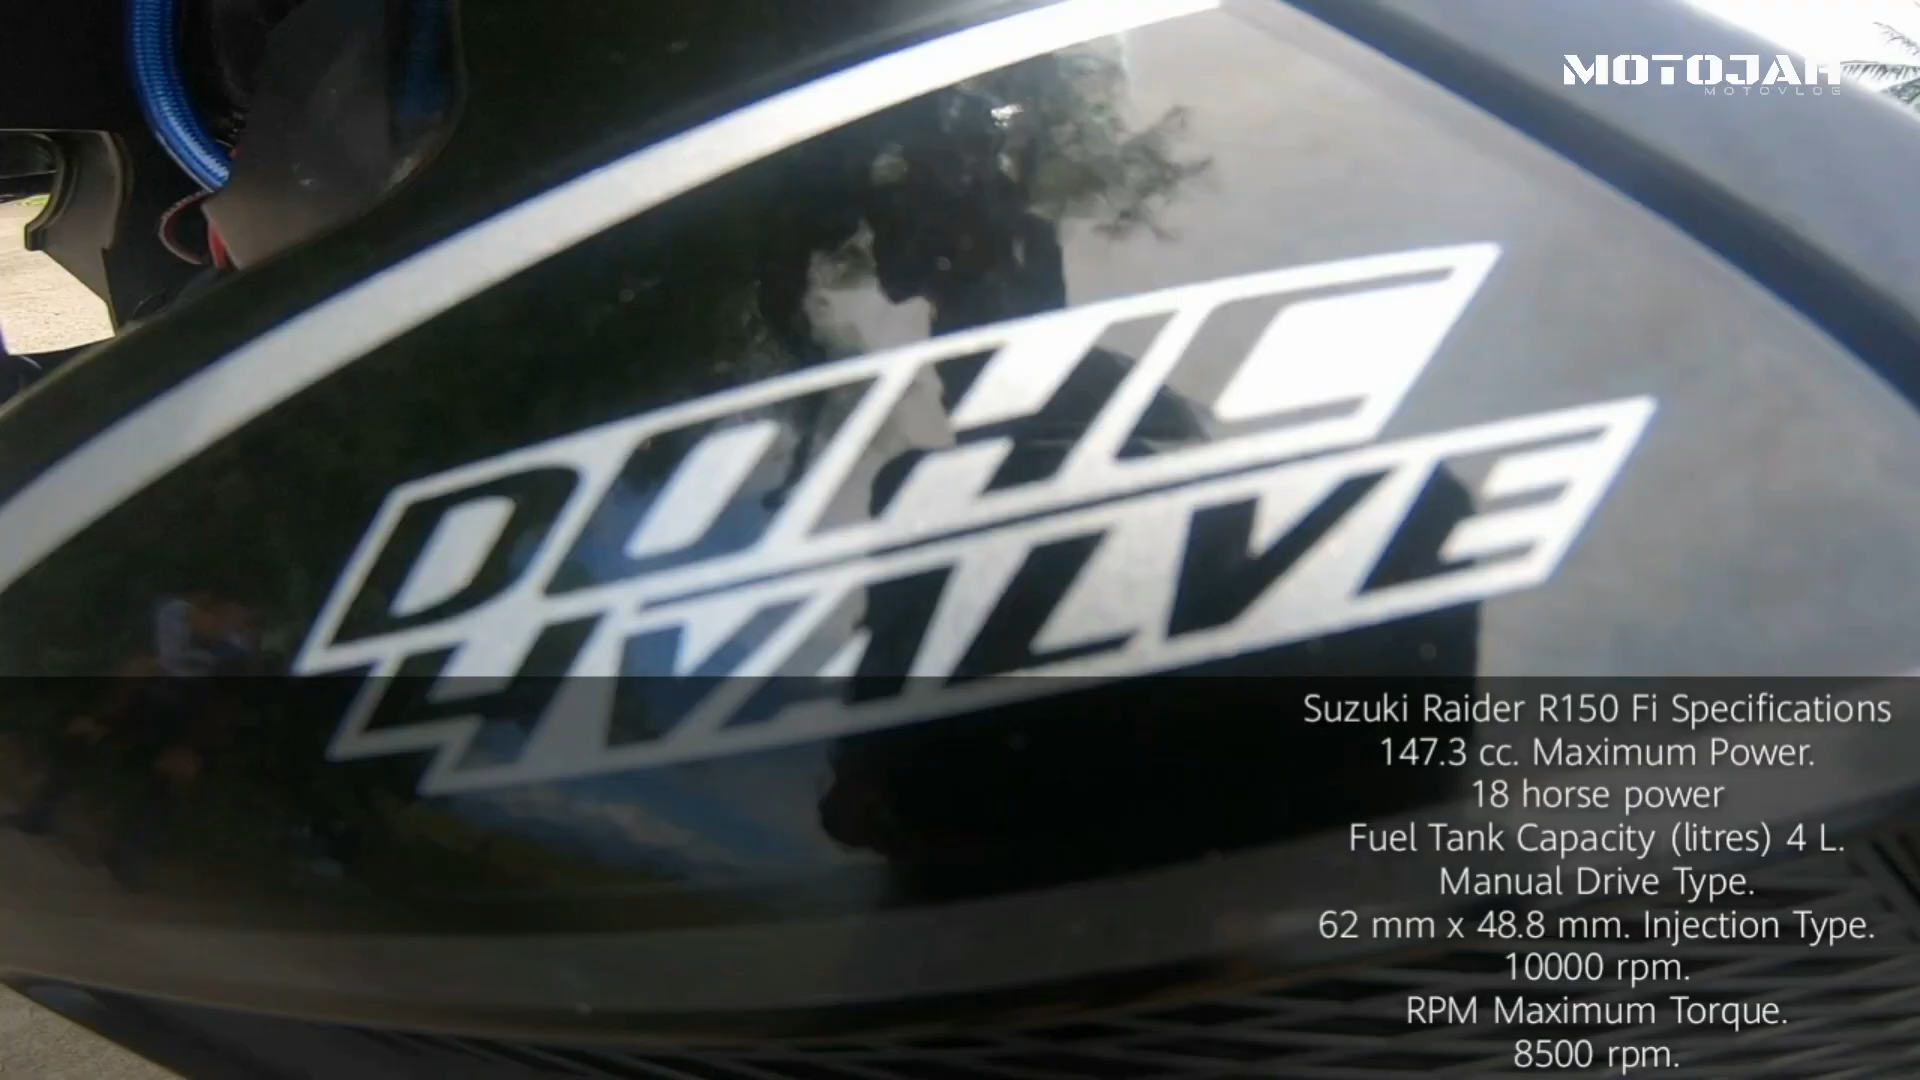 MOTOJAH
MOTOVLOG
DOHC
4VALVE
Suzuki Raider R150 Fi Specifications
147.3 cc. Maximum Power.
18 horse power
Fuel Tank Capacity (litres) 4 L.
Manual Drive Type.
62 mm x 48.8 mm. Injection Type.
10000 rpm.
RPM Maximum Torque.
8500 rpm.